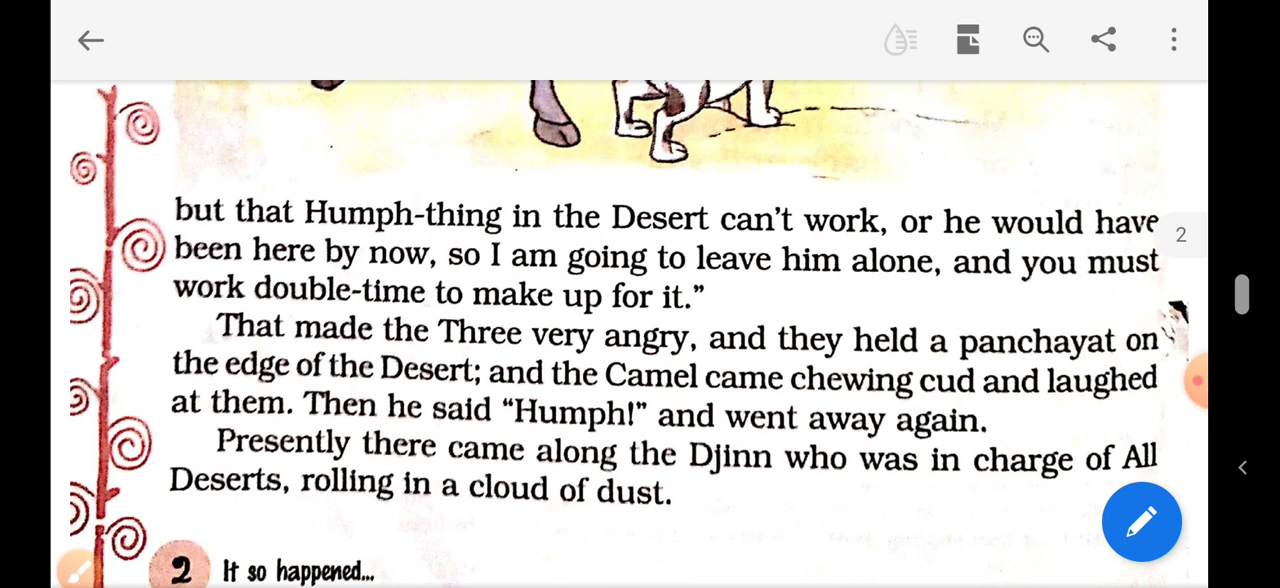 but that Humph-thing in the Desert can't work, or he would have
been here by now, so I am going to leave him alone, and you must
work double-time to make up for it."
That made the Three very angry, and they held a panchayat on
the edge of the Desert; and the Camel came chewing cud and laughed
at them. Then he said "Humph!" and went away again.
Presently there came along the Djinn who was in charge of All
Deserts, rolling in a cloud of dust.
2 It so happened...
2